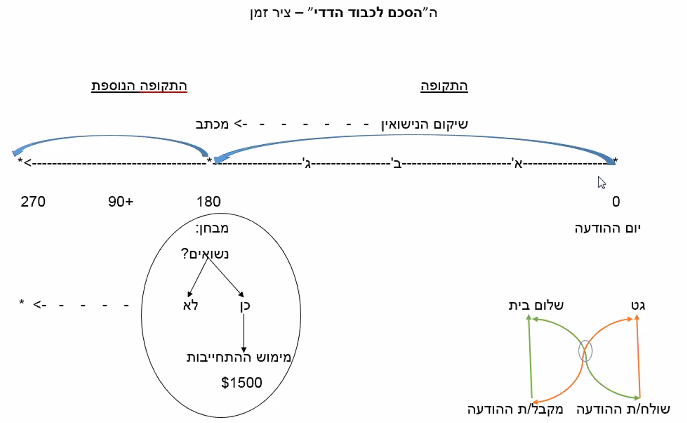 ה"הסכם לכבוד הדדי" – ציר זמן
התקופה התקופה הנוספת
שיקום הנישואין - - - - - - -> מכתב
*---------------א'---------------ב'---------------ג'---------------*------------------------------>*
0 180 +90 270
יום ההודעה מבחן:
נשואים?
כן לא - - - - -> *
מימוש ההתחייבות
$1500
גט שלום בית
שולח/ת ההודעה מקבל/ת ההודעה